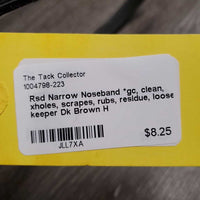 The Tack Collector
1004798-223
Rsd Narrow Noseband *gc, clean,
xholes, scrapes, rubs, residue, loose
keeper Dk Brown H
JLL7XA
$8.25